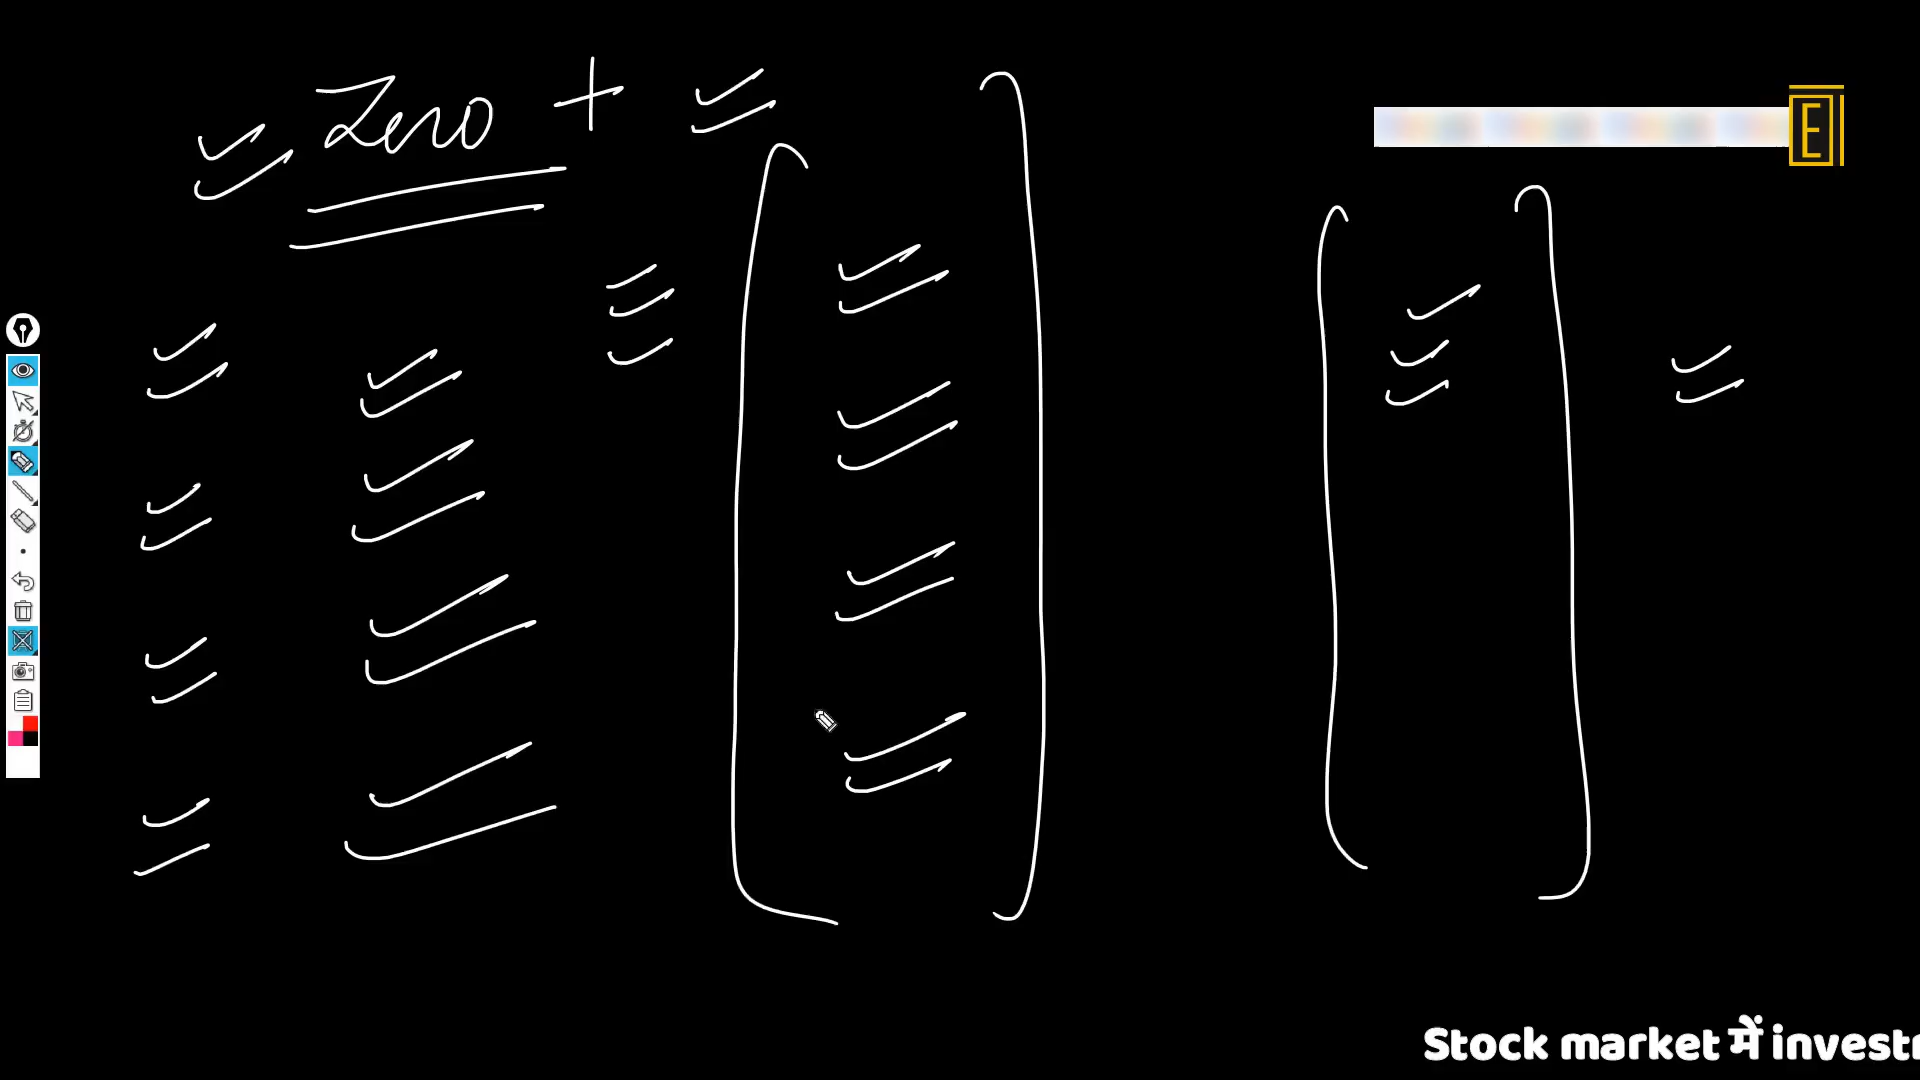 Zero +
E
Stock market में invest